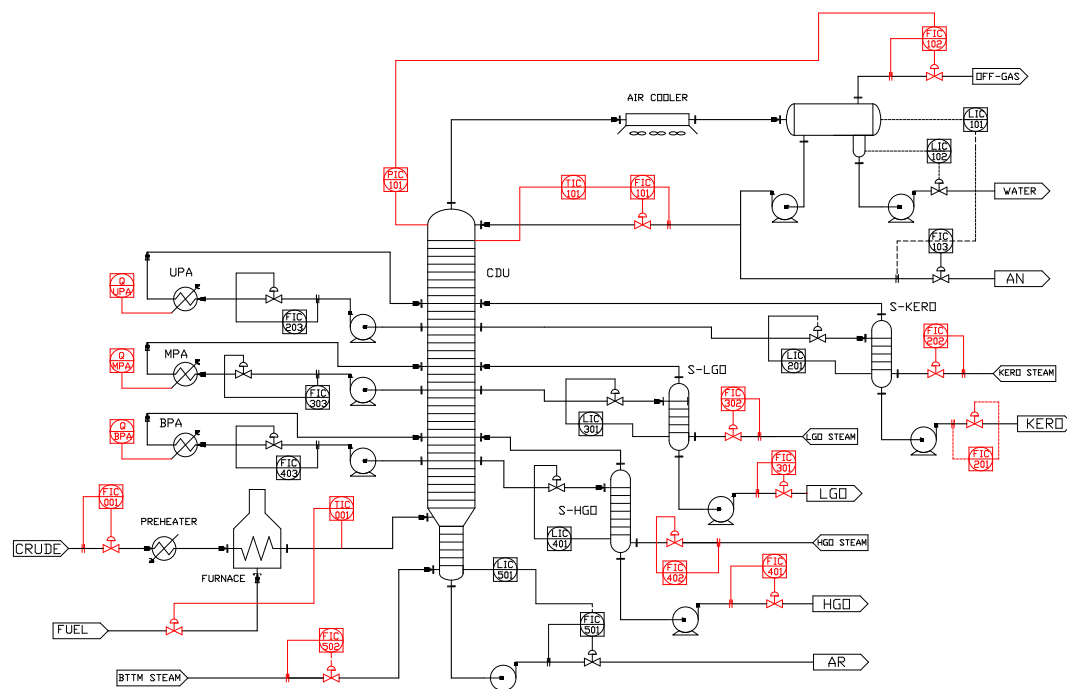 FIC
102
OFF-GAS
AIR COOLER
LIC
101
LIC
102
PIC
101
TIC
101
FIC
101
WATER
FIC
103
AN
UPA
CDU
Q
UPA
FIC
203
S-KERO
MPA
LIC
201
FIC
202
KERO STEAM
Q
MPA
S-LGO
FIC
303
FIC
302
BPA
LIC
301
LGO STEAM
KERO
Q
BPA
FIC
201
FIC
403
FIC
301
LGO
FIC
001
TIC
001
S-HGO
PREHEATER
LIC
401
HGO STEAM
CRUDE
FURNACE
LIC
501
FIC
402
FIC
401
HGO
FUEL
FIC
501
FIC
502
AR
BTTM STEAM